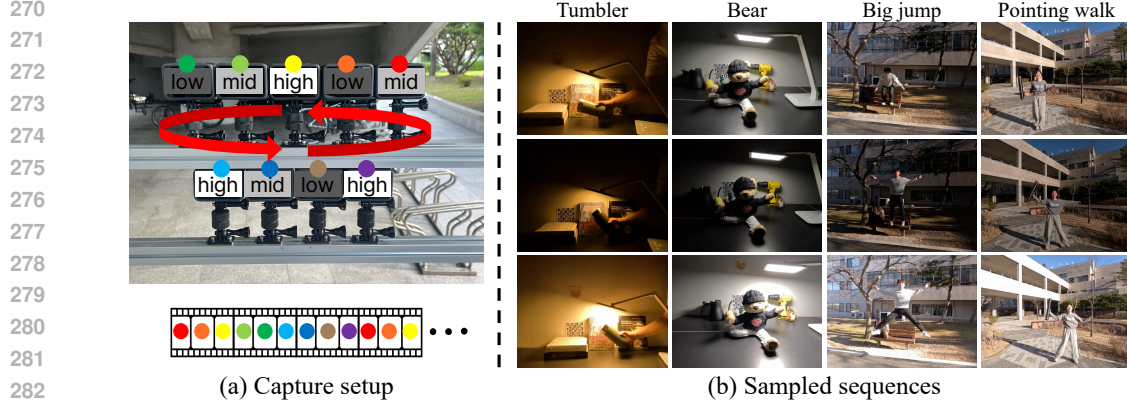 270
271
272
273
274
275
276
277
278
279
280
281
282
low mid high low mid
high mid low high
(a) Capture setup
Tumbler Bear Big jump Pointing walk
(b) Sampled sequences